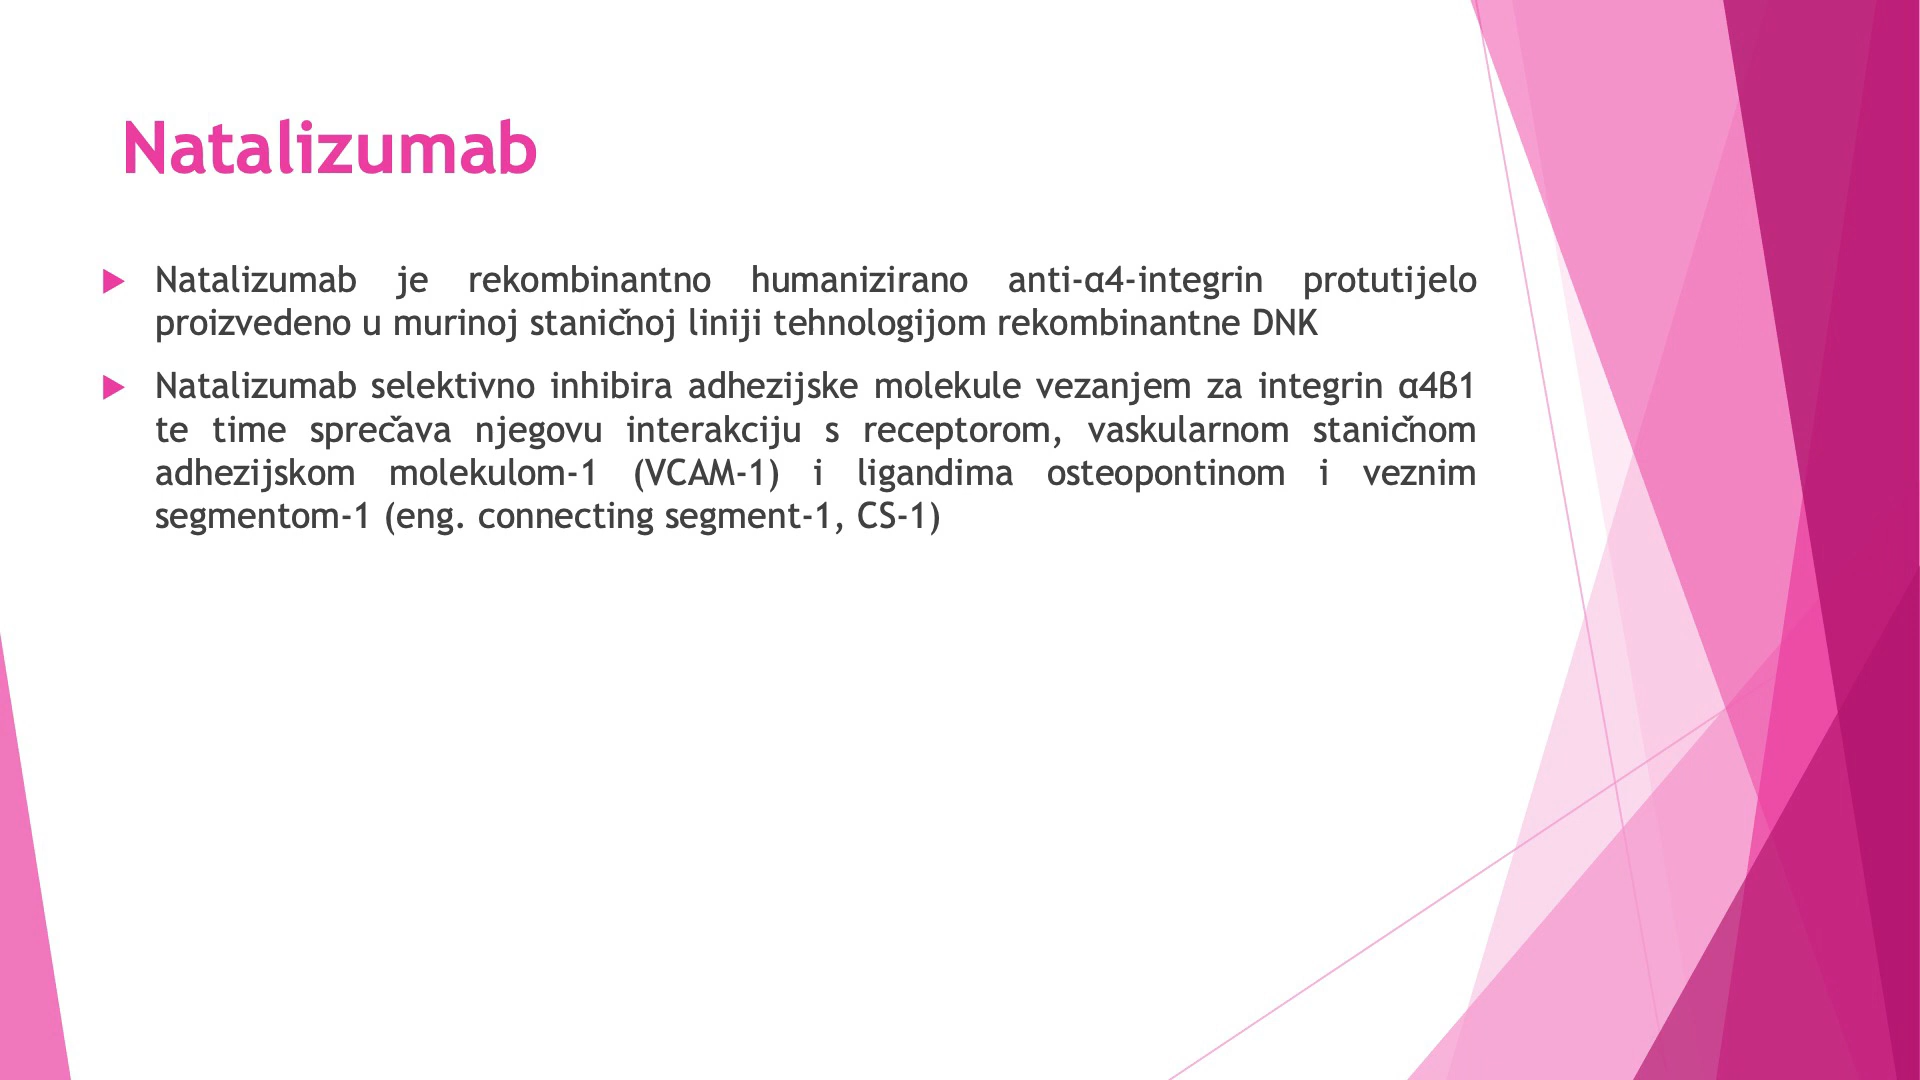 Natalizumab
Natalizumab je rekombinantno humanizirano anti-α4-integrin protutijelo
proizvedeno u murinoj staničnoj liniji tehnologijom rekombinantne DNK
Natalizumab selektivno inhibira adhezijske molekule vezanjem za integrin α4β1
te time sprečava njegovu interakciju s receptorom, vaskularnom staničnom
adhezijskom molekulom-1 (VCAM-1) i ligandima osteopontinom i veznim
segmentom-1 (eng. connecting segment-1, CS-1)